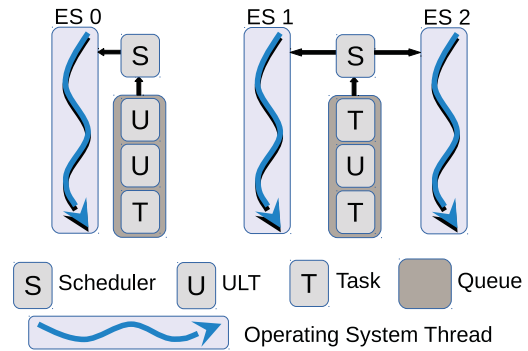 ES 0
ES 1
ES 2
S
S
U
U
T
T
U
T
S Scheduler
U ULT
T Task
Queue
Operating System Thread